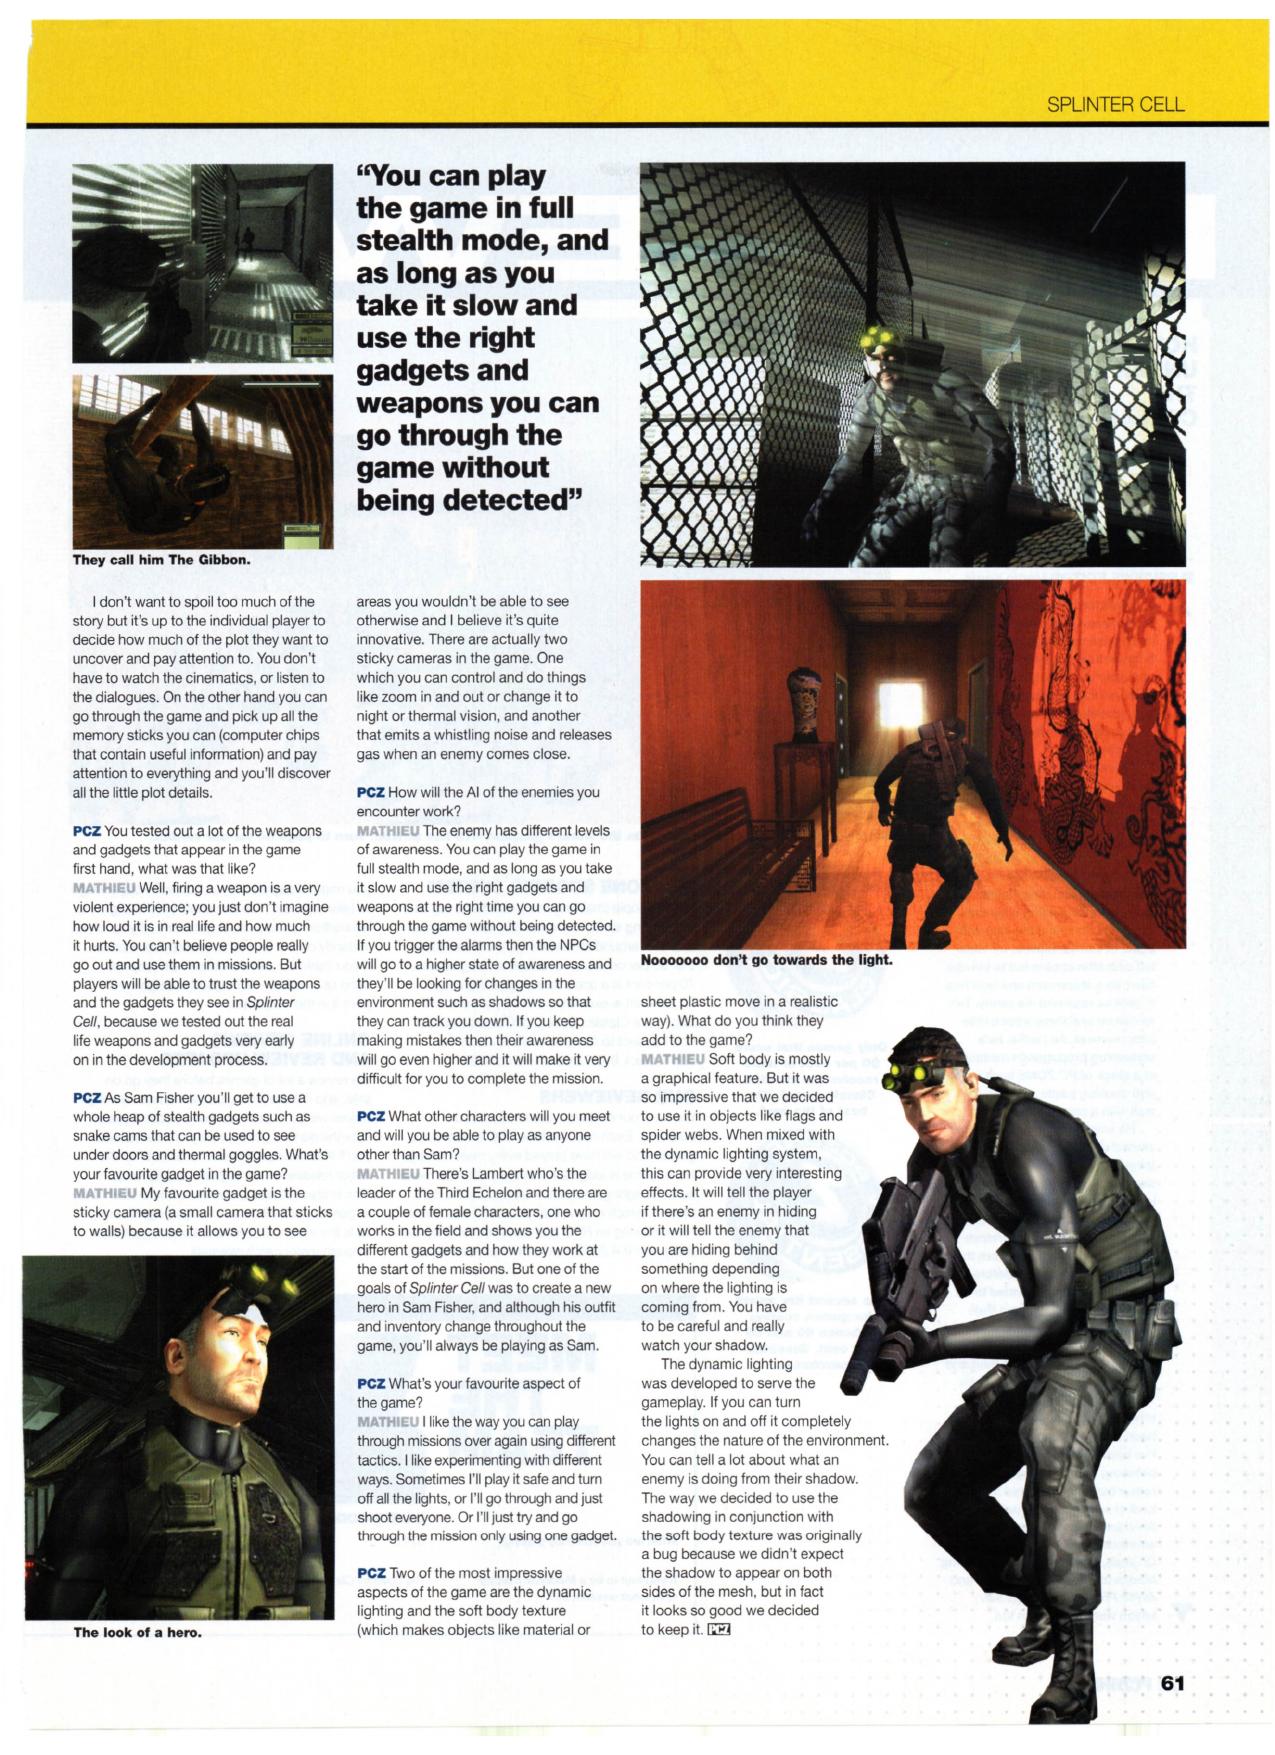 SPLINTER CELL
They call him The Gibbon.
“You can play
the game in full
stealth mode, and
as long as you
take it slow and
use the right
gadgets and
weapons you can
go through the
game without
being detected”
I don't want to spoil too much of the
story but it's up to the individual player to
decide how much of the plot they want to
uncover and pay attention to. You don't
have to watch the cinematics, or listen to
the dialogues. On the other hand you can
go through the game and pick up all the
memory sticks you can (computer chips
that contain useful information) and pay
attention to everything and you'll discover
all the little plot details.
PCZ You tested out a lot of the weapons
and gadgets that appear in the game
first hand, what was that like?
MATHIEU Well, firing a weapon is a very
violent experience; you just don't imagine
how loud it is in real life and how much
it hurts. You can't believe people really
go out and use them in missions. But
players will be able to trust the weapons
and the gadgets they see in Splinter
Cell, because we tested out the real
life weapons and gadgets very early
on in the development process.
PCZ As Sam Fisher you'll get to use a
whole heap of stealth gadgets such as
snake cams that can be used to see
under doors and thermal goggles. What's
your favourite gadget in the game?
MATHIEU My favourite gadget is the
sticky camera (a small camera that sticks
to walls) because it allows you to see
The look of a hero.
areas you wouldn't be able to see
otherwise and I believe it's quite
innovative. There are actually two
sticky cameras in the game. One
which you can control and do things
like zoom in and out or change it to
night or thermal vision, and another
that emits a whistling noise and releases
gas when an enemy comes close.
PCZ How will the AI of the enemies you
encounter work?
MATHIEU The enemy has different levels
of awareness. You can play the game in
full stealth mode, and as long as you take
it slow and use the right gadgets and
weapons at the right time you can go
through the game without being detected.
If you trigger the alarms then the NPCs
will go to a higher state of awareness and
they'll be looking for changes in the
environment such as shadows so that
they can track you down. If you keep
making mistakes then their awareness
will go even higher and it will make it very
difficult for you to complete the mission.
PCZ What other characters will you meet
and will you be able to play as anyone
other than Sam?
MATHIEU There's Lambert who's the
leader of the Third Echelon and there are
a couple of female characters, one who
works in the field and shows you the
different gadgets and how they work at
the start of the missions. But one of the
goals of Splinter Cell was to create a new
hero in Sam Fisher, and although his outfit
and inventory change throughout the
game, you'll always be playing as Sam.
PCZ What's your favourite aspect of
the game?
MATHIEU I like the way you can play
through missions over again using different
tactics. I like experimenting with different
ways. Sometimes I'll play it safe and turn
off all the lights, or I'll go through and just
shoot everyone. Or I'll just try and go
through the mission only using one gadget.
PCZ Two of the most impressive
aspects of the game are the dynamic
lighting and the soft body texture
(which makes objects like material or
Nooooooo don't go towards the light.
sheet plastic move in a realistic
way). What do you think they
add to the game?
MATHIEU Soft body is mostly
a graphical feature. But it was
so impressive that we decided
to use it in objects like flags and
spider webs. When mixed with
the dynamic lighting system,
this can provide very interesting
effects. It will tell the player
if there's an enemy in hiding
or it will tell the enemy that
you are hiding behind
something depending
on where the lighting is
coming from. You have
to be careful and really
watch your shadow.
The dynamic lighting
was developed to serve the
gameplay. If you can turn
the lights on and off it completely
changes the nature of the environment.
You can tell a lot about what an
enemy is doing from their shadow.
The way we decided to use the
shadowing in conjunction with
the soft body texture was originally
a bug because we didn't expect
the shadow to appear on both
sides of the mesh, but in fact
it looks so good we decided
to keep it. PCZ
61